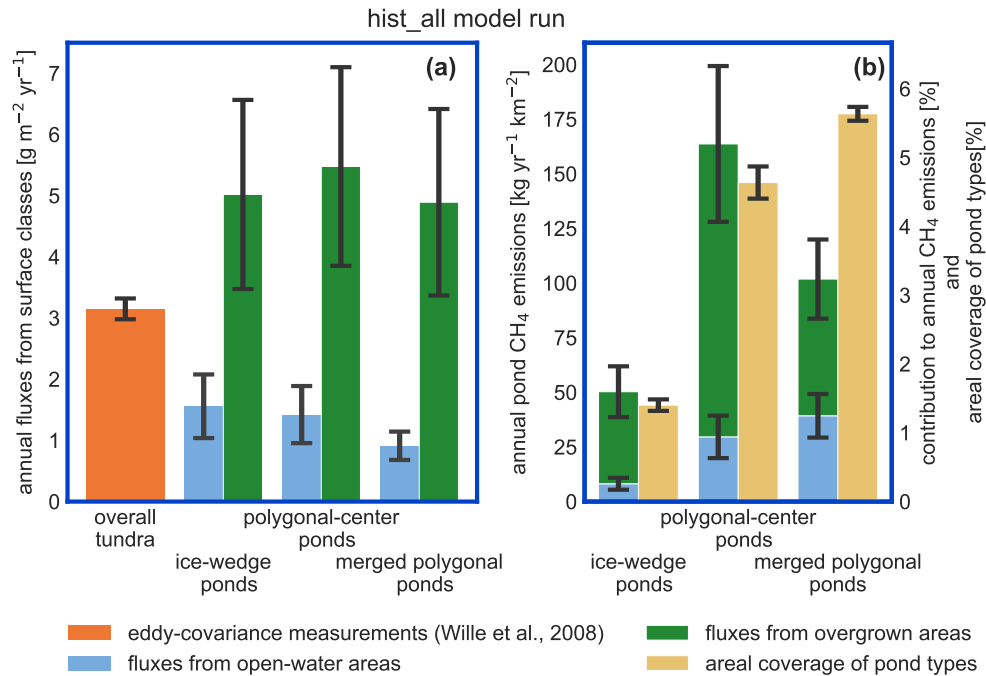 hist_all model run
annual fluxes from surface classes [g m⁻² yr⁻¹]
7
6
5
4
3
2
1
0
(a)
overall
tundra
ice-wedge
ponds
polygonal-center
ponds
merged polygonal
ponds
annual pond CH₄ emissions [kg yr⁻¹ km⁻²]
200
175
150
125
100
75
50
25
0
(b)
6
5
4
3
2
1
0
contribution to annual CH₄ emissions [%]
and
areal coverage of pond types[%]
ice-wedge
ponds
polygonal-center
ponds
merged polygonal
ponds
eddy-covariance measurements (Wille et al., 2008)
fluxes from open-water areas
fluxes from overgrown areas
areal coverage of pond types